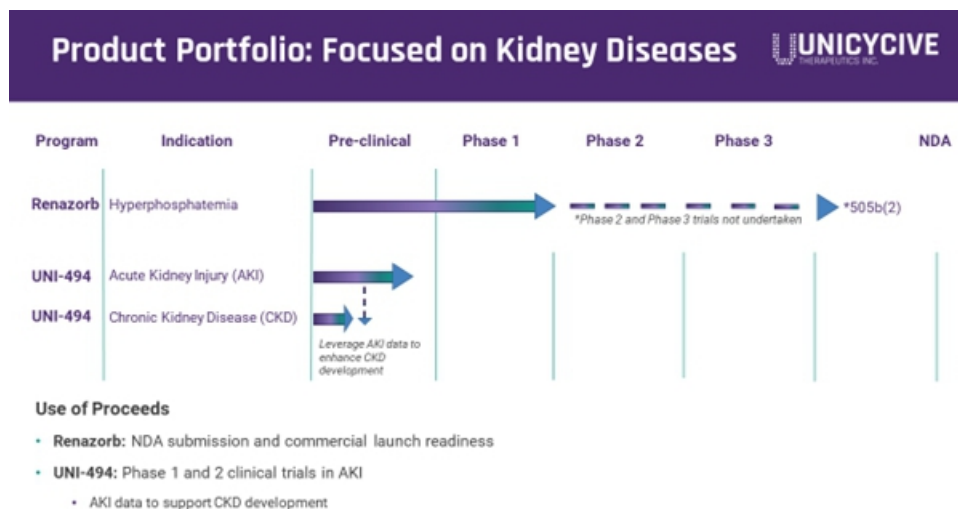 Product Portfolio: Focused on Kidney Diseases
UNICYCIVE
THERAPEUTICS INC.
Program Indication Pre-clinical Phase 1 Phase 2 Phase 3 NDA
Renazorb Hyperphosphatemia *505b(2)
*Phase 2 and Phase 3 trials not undertaken
UNI-494 Acute Kidney Injury (AKI)
UNI-494 Chronic Kidney Disease (CKD)
Leverage AKI data to
enhance CKD
development
Use of Proceeds
• Renazorb: NDA submission and commercial launch readiness
• UNI-494: Phase 1 and 2 clinical trials in AKI
• AKI data to support CKD development